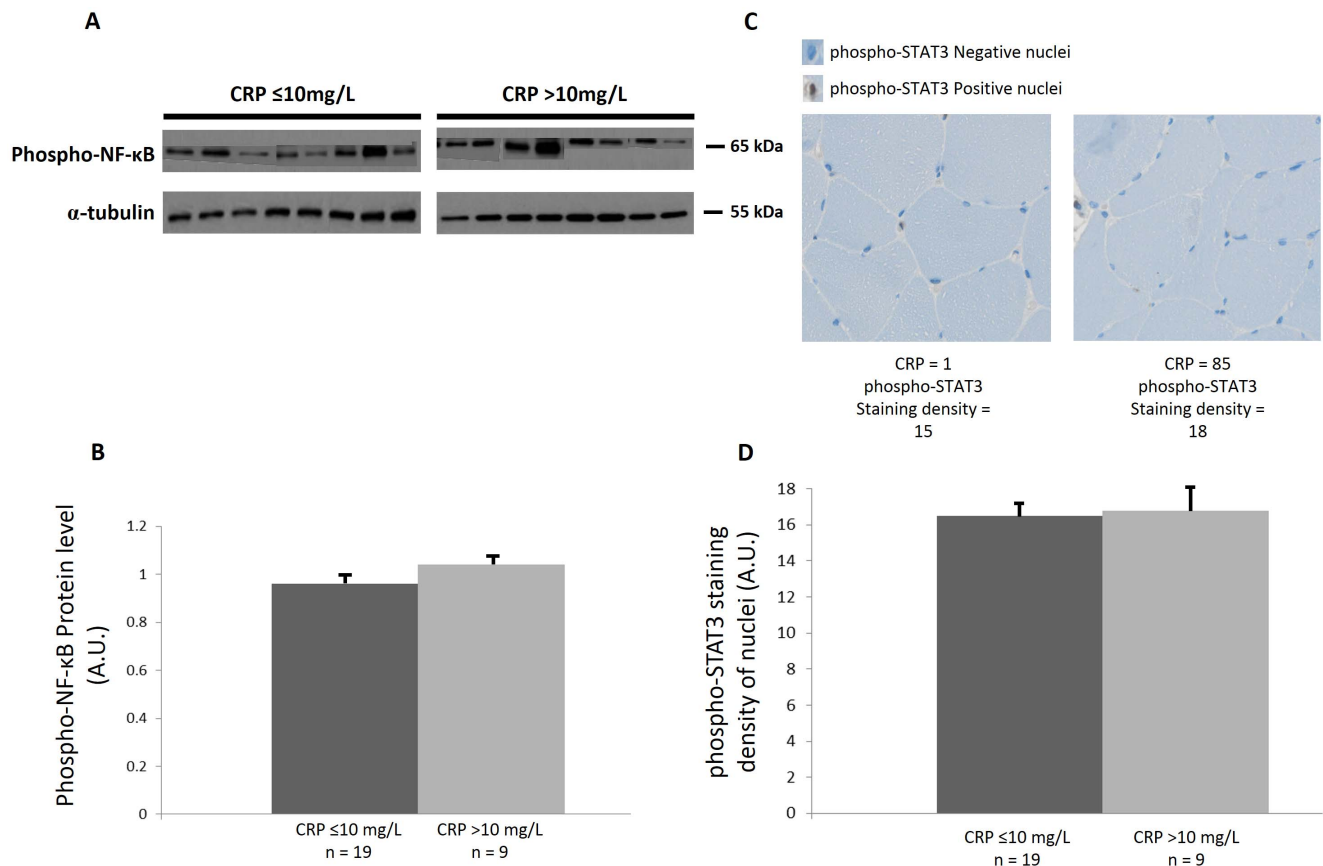 A
CRP ≤10mg/L
CRP >10mg/L
Phospho-NF-κB
65 kDa
α-tubulin
55 kDa
C
phospho-STAT3 Negative nuclei
phospho-STAT3 Positive nuclei
CRP = 1
phospho-STAT3
Staining density =
15
CRP = 85
phospho-STAT3
Staining density =
18
B
Phospho-NF-κB Protein level
(A.U.)
1.2
1
0.8
0.6
0.4
0.2
0
CRP ≤10 mg/L
n = 19
CRP >10 mg/L
n = 9
D
phospho-STAT3 staining
density of nuclei (A.U.)
18
16
14
12
10
8
6
4
2
0
CRP ≤10 mg/L
n = 19
CRP >10 mg/L
n = 9